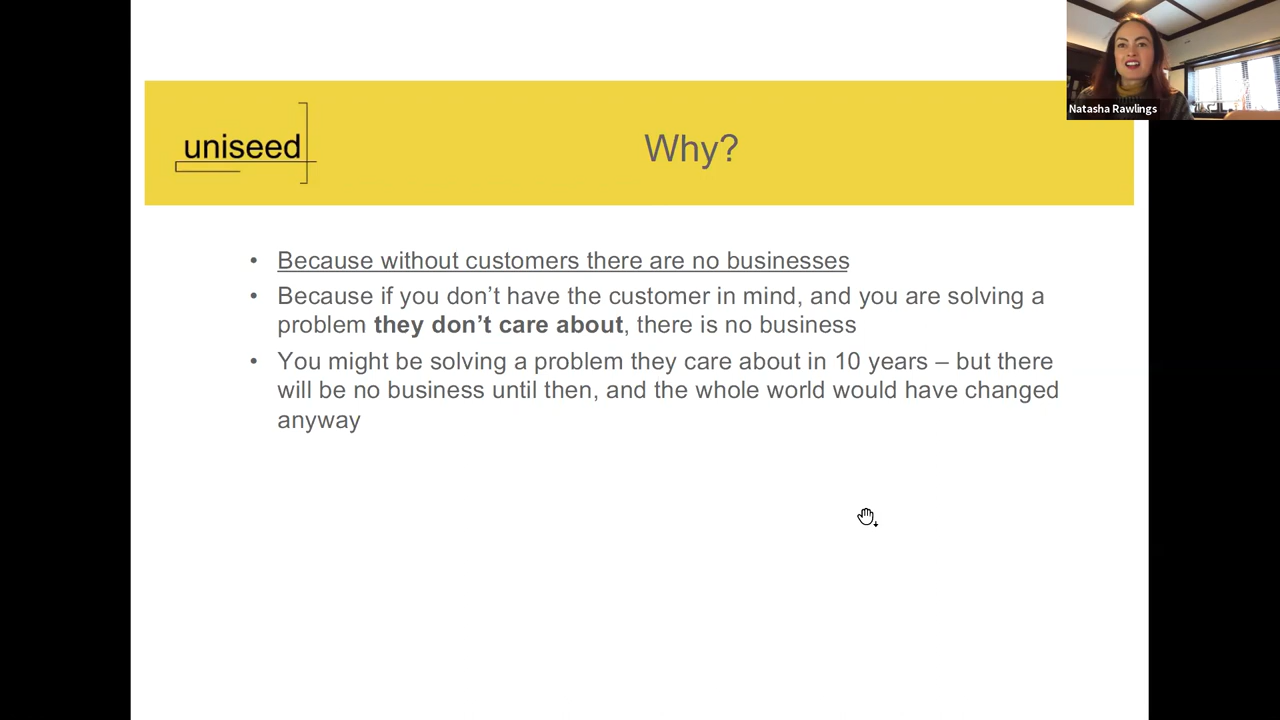 Natasha Rawlings
uniseed
Why?
• Because without customers there are no businesses
• Because if you don’t have the customer in mind, and you are solving a
problem they don’t care about, there is no business
• You might be solving a problem they care about in 10 years – but there
will be no business until then, and the whole world would have changed
anyway